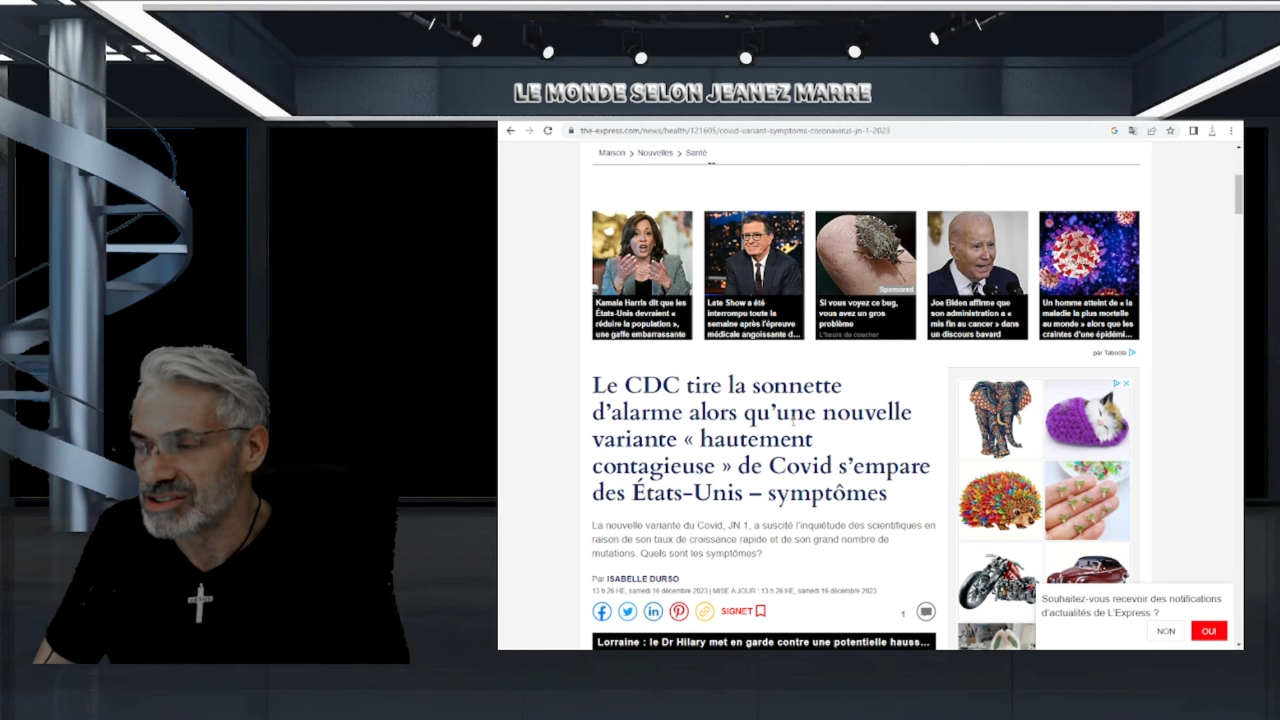 LE MONDE SELON JEANEZ MARRE
the-express.com/news/health/121605/covid-variant-symptoms-coronavirus-jn-1-2023
Maison > Nouvelles > Santé
Kamala Harris dit que les
États-Unis devraient «
réduire la population »,
une gaffe embarrassante
Late Show a été
interrompu toute la
semaine après l'épreuve
médicale angoissante d...
Sponsored
Si vous voyez ce bug,
vous avez un gros
problème
L'heure de coucher
Joe Biden affirme que
son administration a «
mis fin au cancer » dans
un discours bavard
Un homme atteint de « la
maladie la plus mortelle
au monde » alors que les
craintes d'une épidémi...
par Taboola
Le CDC tire la sonnette
d'alarme alors qu'une nouvelle
variante « hautement
contagieuse » de Covid s'empare
des États-Unis – symptômes
La nouvelle variante du Covid, JN.1, a suscité l'inquiétude des scientifiques en
raison de son taux de croissance rapide et de son grand nombre de
mutations. Quels sont les symptômes?
Par ISABELLE DURSO
13 h 26 HE, samedi 16 décembre 2023 | MISE À JOUR : 13 h 26 HE, samedi 16 décembre 2023
SIGNET
1
Lorraine : le Dr Hilary met en garde contre une potentielle hauss...
Souhaitez-vous recevoir des notifications
d'actualités de L'Express ?
NON
OUI
JESUS